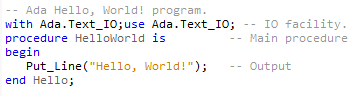 -- Ada Hello, World! program.
with Ada.Text_IO;use Ada.Text_IO; -- IO facility.
procedure HelloWorld is -- Main procedure
begin
Put_Line("Hello, World!"); -- Output
end Hello;